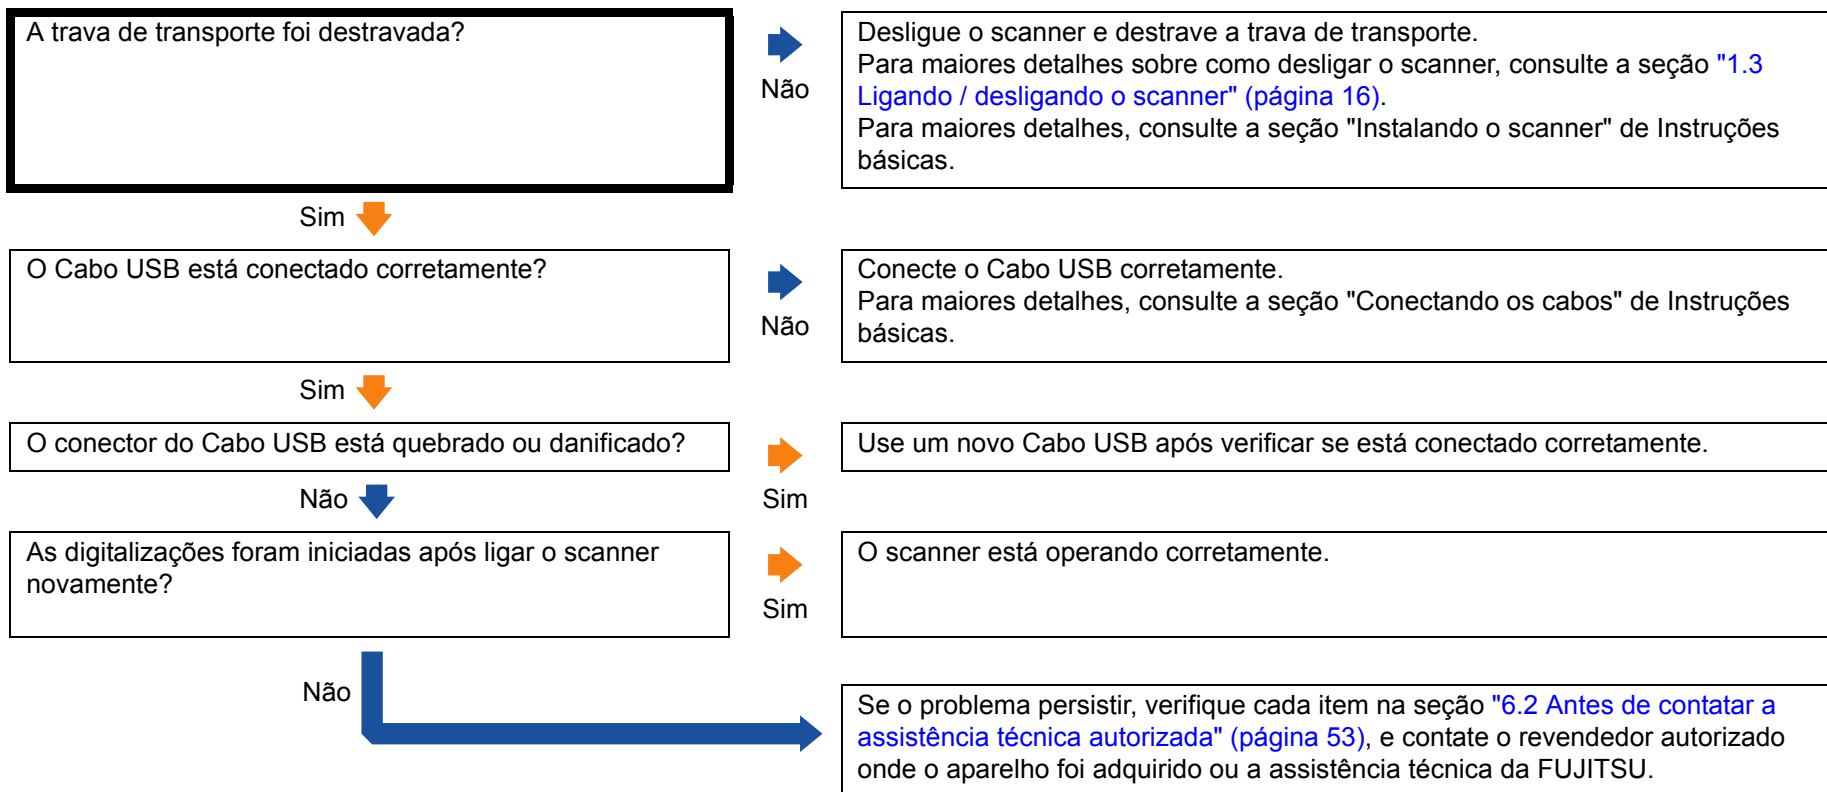 A trava de transporte foi destravada?
Não
Desligue o scanner e destrave a trava de transporte.
Para maiores detalhes sobre como desligar o scanner, consulte a seção "1.3
Ligando / desligando o scanner" (página 16).
Para maiores detalhes, consulte a seção "Instalando o scanner" de Instruções
básicas.
Sim
O Cabo USB está conectado corretamente?
Não
Conecte o Cabo USB corretamente.
Para maiores detalhes, consulte a seção "Conectando os cabos" de Instruções
básicas.
Sim
O conector do Cabo USB está quebrado ou danificado?
Sim
Use um novo Cabo USB após verificar se está conectado corretamente.
Não
As digitalizações foram iniciadas após ligar o scanner
novamente?
Sim
O scanner está operando corretamente.
Não
Se o problema persistir, verifique cada item na seção "6.2 Antes de contatar a
assistência técnica autorizada" (página 53), e contate o revendedor autorizado
onde o aparelho foi adquirido ou a assistência técnica da FUJITSU.